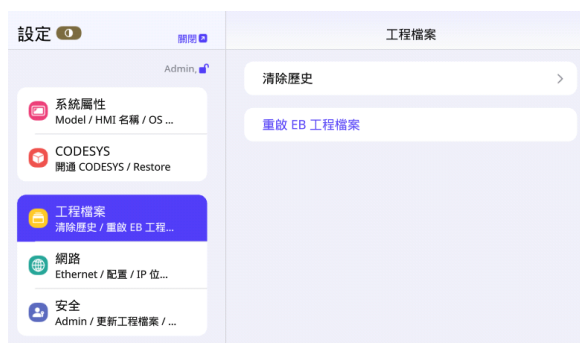 設定
關閉
Admin,
系統屬性
Model / HMI 名稱 / OS ...
CODESYS
開通 CODESYS / Restore
工程檔案
清除歷史 / 重啟 EB 工程...
網路
Ethernet / 配置 / IP 位...
安全
Admin / 更新工程檔案 / ...
工程檔案
清除歷史
重啟 EB 工程檔案